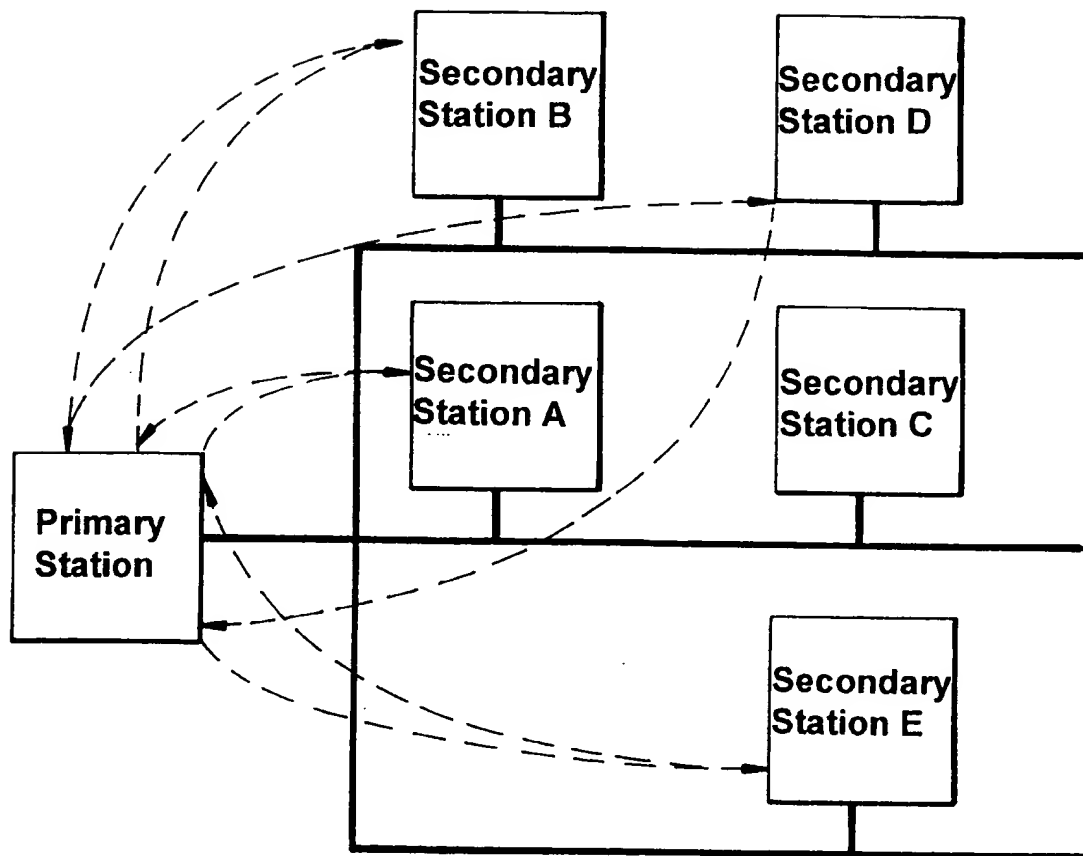 Secondary
Station B
Secondary
Station D
Secondary
Station A
Secondary
Station C
Primary
Station
Secondary
Station E